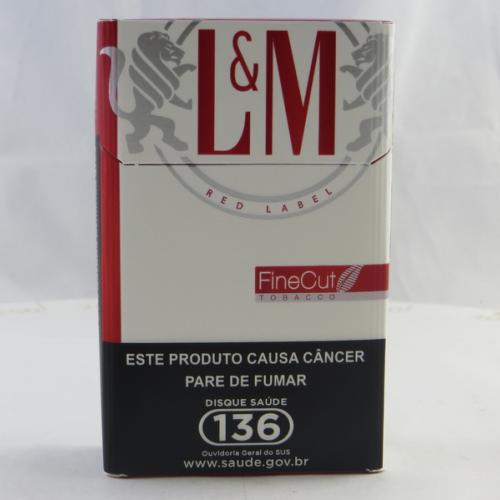 L&M
RED LABEL
FineCut
TOBACCO
ESTE PRODUTO CAUSA CÂNCER
PARE DE FUMAR
DISQUE SAÚDE
136
Ouvidoria Geral do SUS
www.saude.gov.br